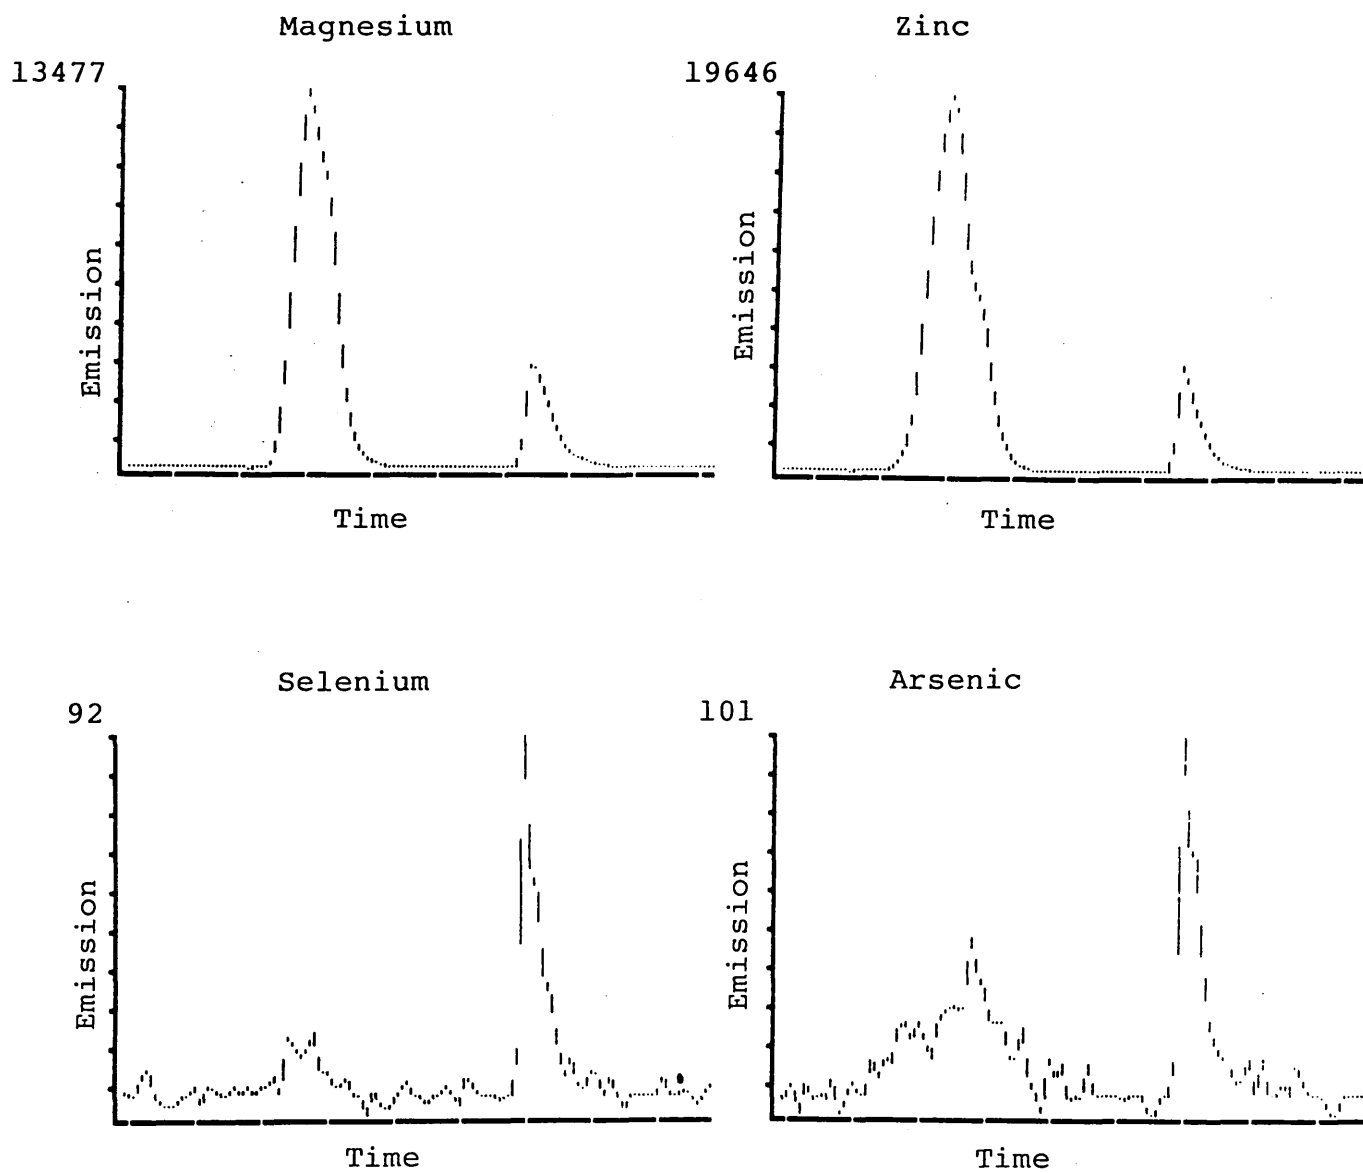 Magnesium
13477
Emission
Time
Zinc
19646
Emission
Time
Selenium
92
Emission
Time
Arsenic
101
Emission
Time